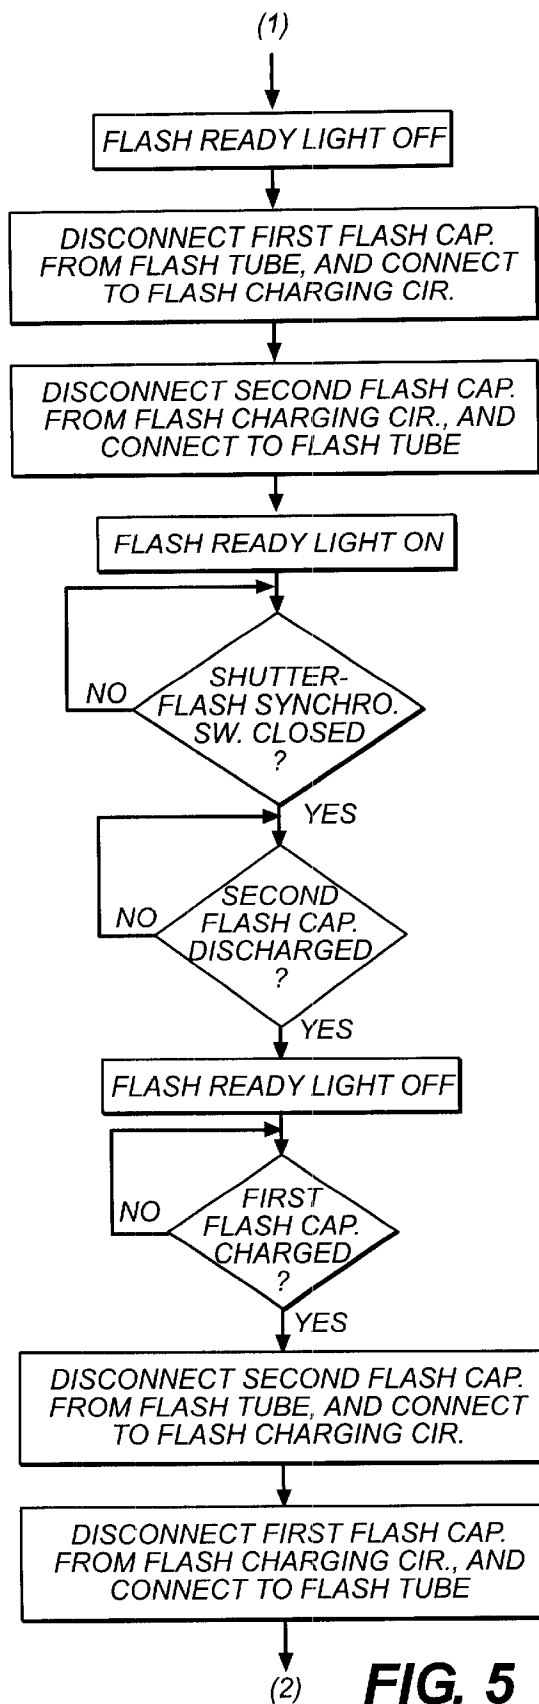 (1)
FLASH READY LIGHT OFF
DISCONNECT FIRST FLASH CAP.
FROM FLASH TUBE, AND CONNECT
TO FLASH CHARGING CIR.
DISCONNECT SECOND FLASH CAP.
FROM FLASH CHARGING CIR., AND
CONNECT TO FLASH TUBE
FLASH READY LIGHT ON
SHUTTER-
FLASH SYNCHRO.
SW. CLOSED
?
NO
YES
SECOND
FLASH CAP.
DISCHARGED
?
NO
YES
FLASH READY LIGHT OFF
FIRST
FLASH CAP.
CHARGED
?
NO
YES
DISCONNECT SECOND FLASH CAP.
FROM FLASH TUBE, AND CONNECT
TO FLASH CHARGING CIR.
DISCONNECT FIRST FLASH CAP.
FROM FLASH CHARGING CIR., AND
CONNECT TO FLASH TUBE
(2)
FIG. 5